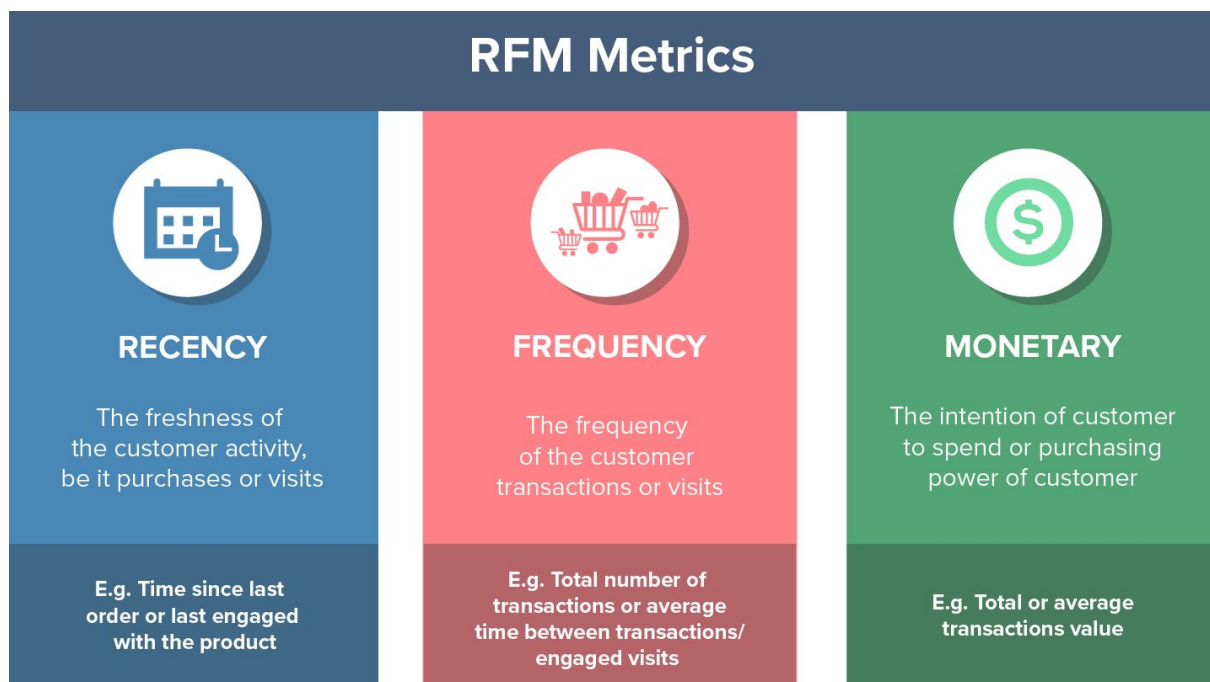 RFM Metrics
RECENCY
The freshness of
the customer activity,
be it purchases or visits
E.g. Time since last
order or last engaged
with the product
FREQUENCY
The frequency
of the customer
transactions or visits
E.g. Total number of
transactions or average
time between transactions/
engaged visits
MONETARY
The intention of customer
to spend or purchasing
power of customer
E.g. Total or average
transactions value